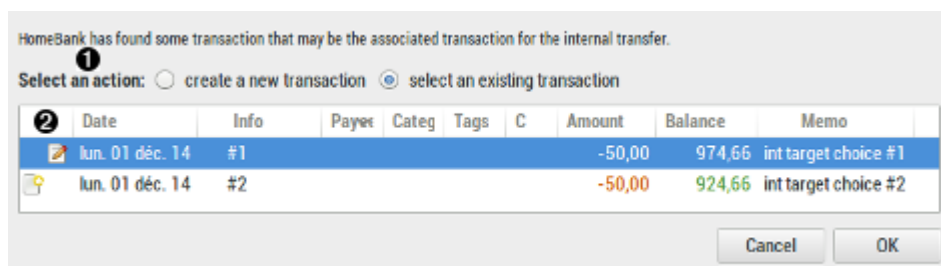 HomeBank has found some transaction that may be the associated transaction for the internal transfer.
1
Select an action: create a new transaction select an existing transaction
2 Date Info Payee Categ Tags C Amount Balance Memo
lun. 01 déc. 14 #1 -50,00 974,66 int target choice #1
lun. 01 déc. 14 #2 -50,00 924,66 int target choice #2
Cancel OK